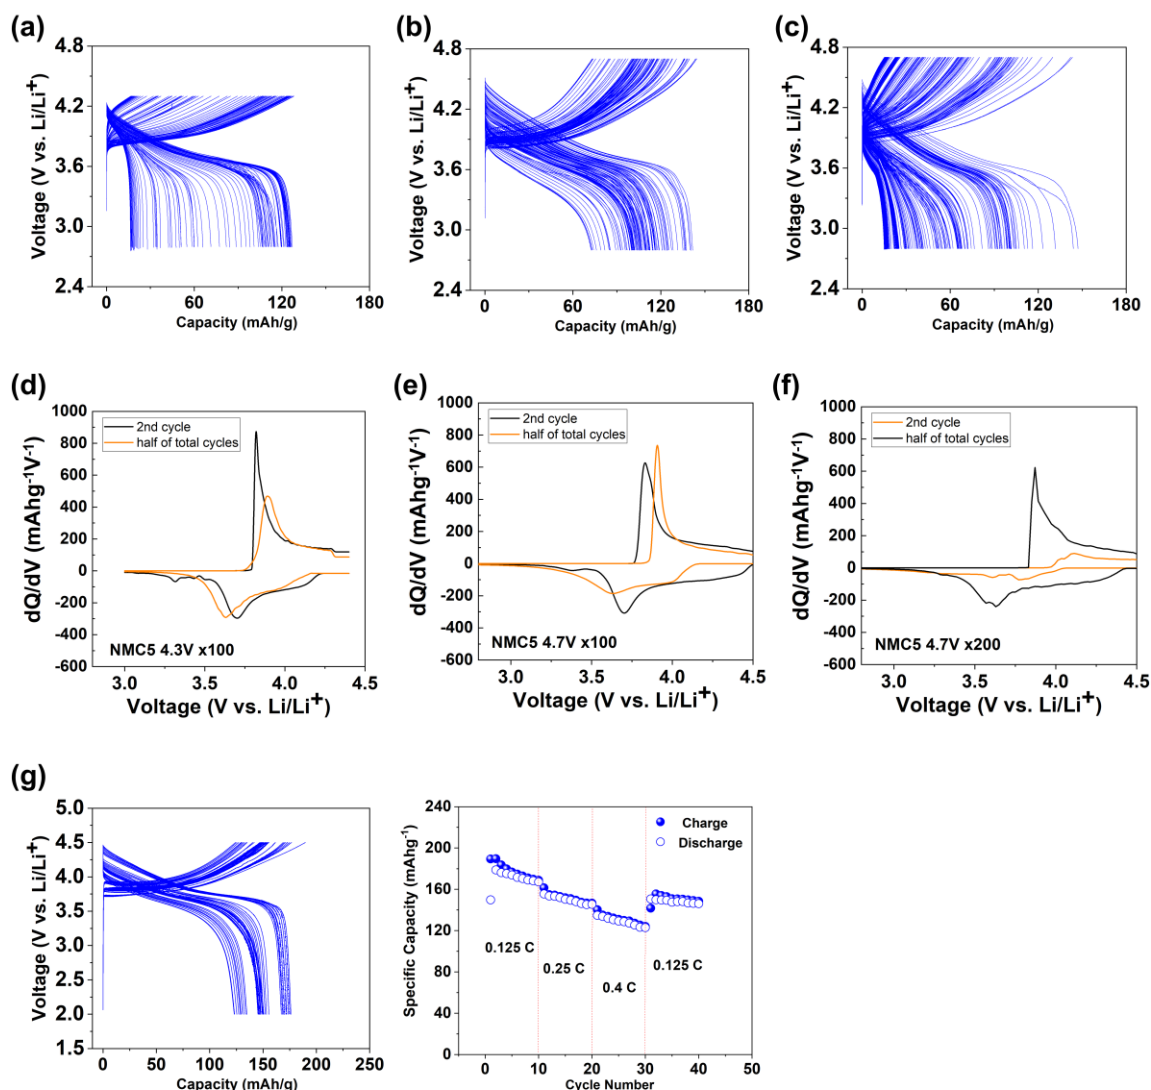 (a)
4.8
4.2
3.6
3.0
2.4
Voltage (V vs. Li/Li+)
0 60 120 180
Capacity (mAh/g)
(b)
4.8
4.2
3.6
3.0
2.4
Voltage (V vs. Li/Li+)
0 60 120 180
Capacity (mAh/g)
(c)
4.8
4.2
3.6
3.0
2.4
Voltage (V vs. Li/Li+)
0 60 120 180
Capacity (mAh/g)
(d)
1000
800
600
400
200
0
-200
-400
-600
dQ/dV (mAhg-1V-1)
2nd cycle
half of total cycles
NMC5 4.3V x100
3.0 3.5 4.0 4.5
Voltage (V vs. Li/Li+)
(e)
1000
800
600
400
200
0
-200
-400
-600
dQ/dV (mAhg-1V-1)
2nd cycle
half of total cycles
NMC5 4.7V x100
3.0 3.5 4.0 4.5
Voltage (V vs. Li/Li+)
(f)
1000
800
600
400
200
0
-200
-400
-600
dQ/dV (mAhg-1V-1)
2nd cycle
half of total cycles
NMC5 4.7V x200
3.0 3.5 4.0 4.5
Voltage (V vs. Li/Li+)
(g)
5.0
4.5
4.0
3.5
3.0
2.5
2.0
1.5
Voltage (V vs. Li/Li+)
0 50 100 150 200 250
Capacity (mAh/g)
240
200
160
120
80
40
0
Specific Capacity (mAhg-1)
Charge
Discharge
0.125 C
0.25 C
0.4 C
0.125 C
0 10 20 30 40 50
Cycle Number